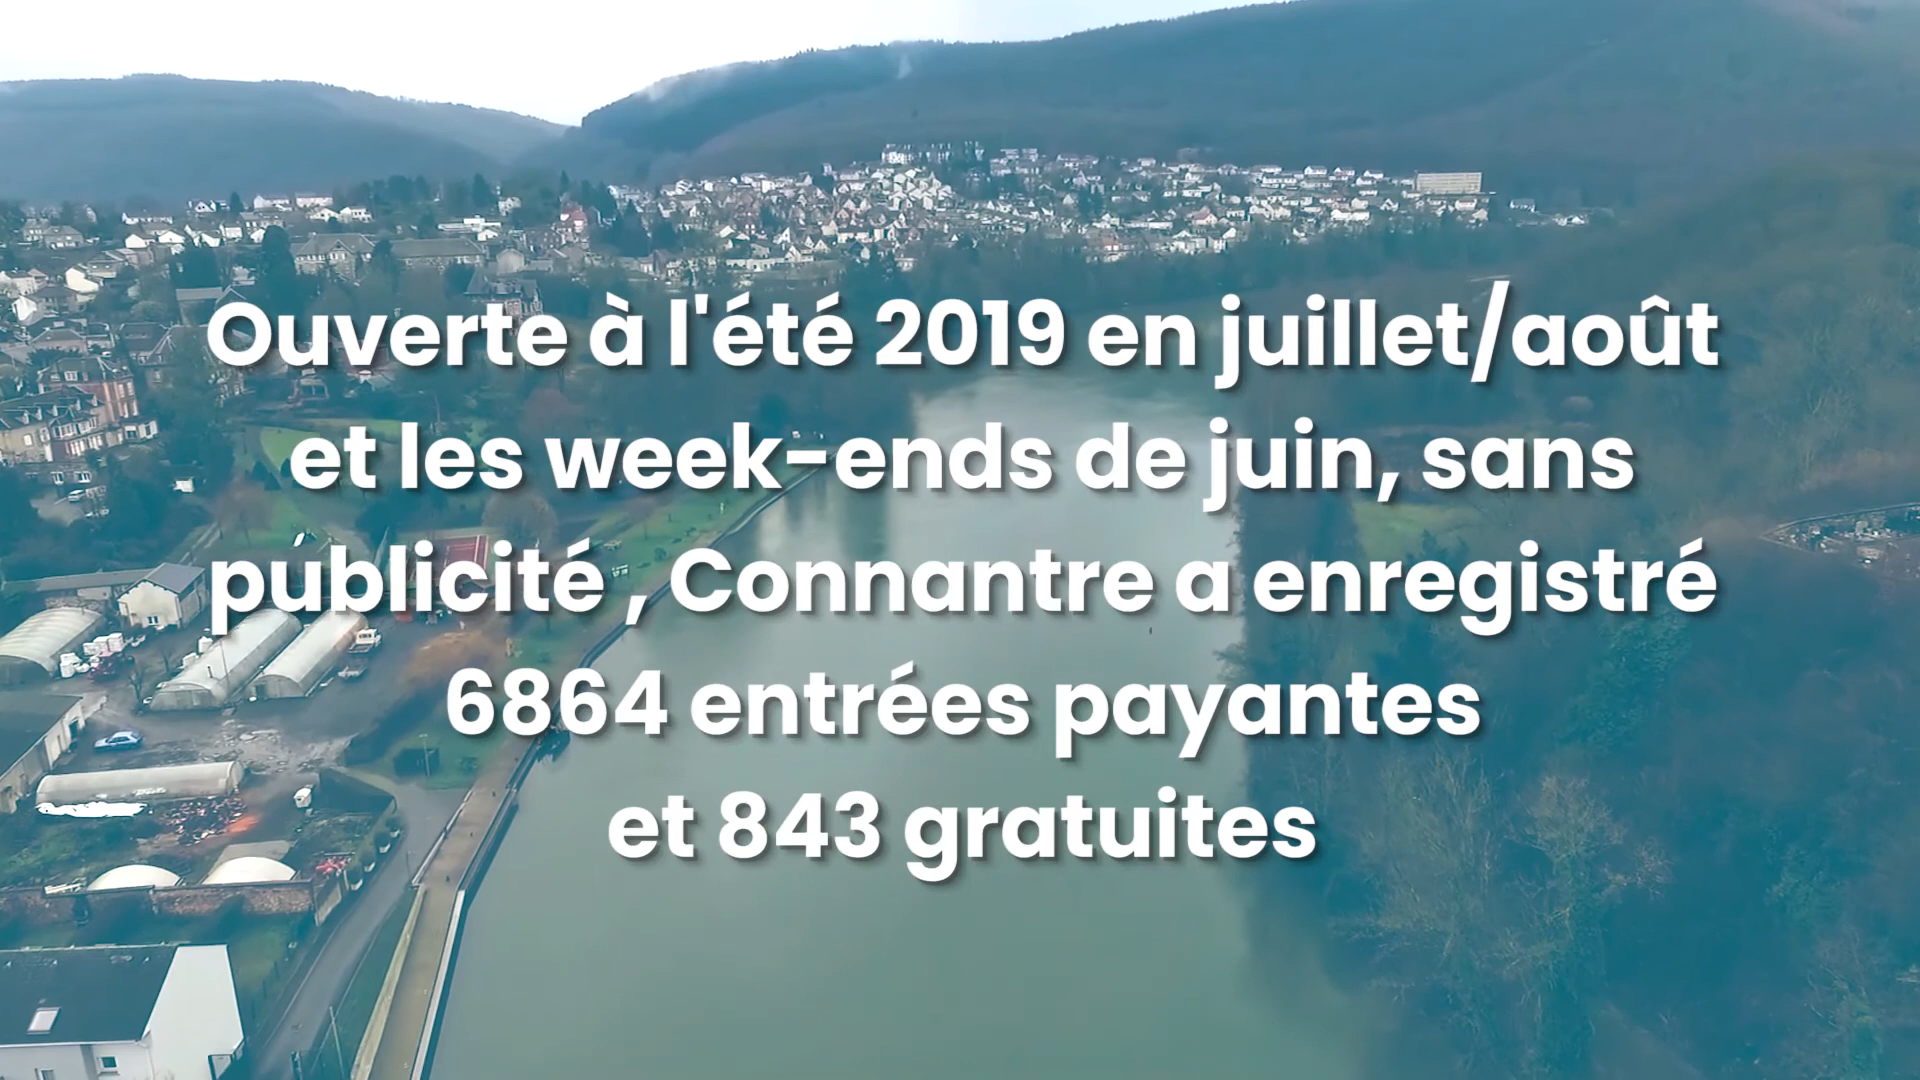 Ouverte à l'été 2019 en juillet/août
et les week-ends de juin, sans
publicité , Connantre a enregistré
6864 entrées payantes
et 843 gratuites